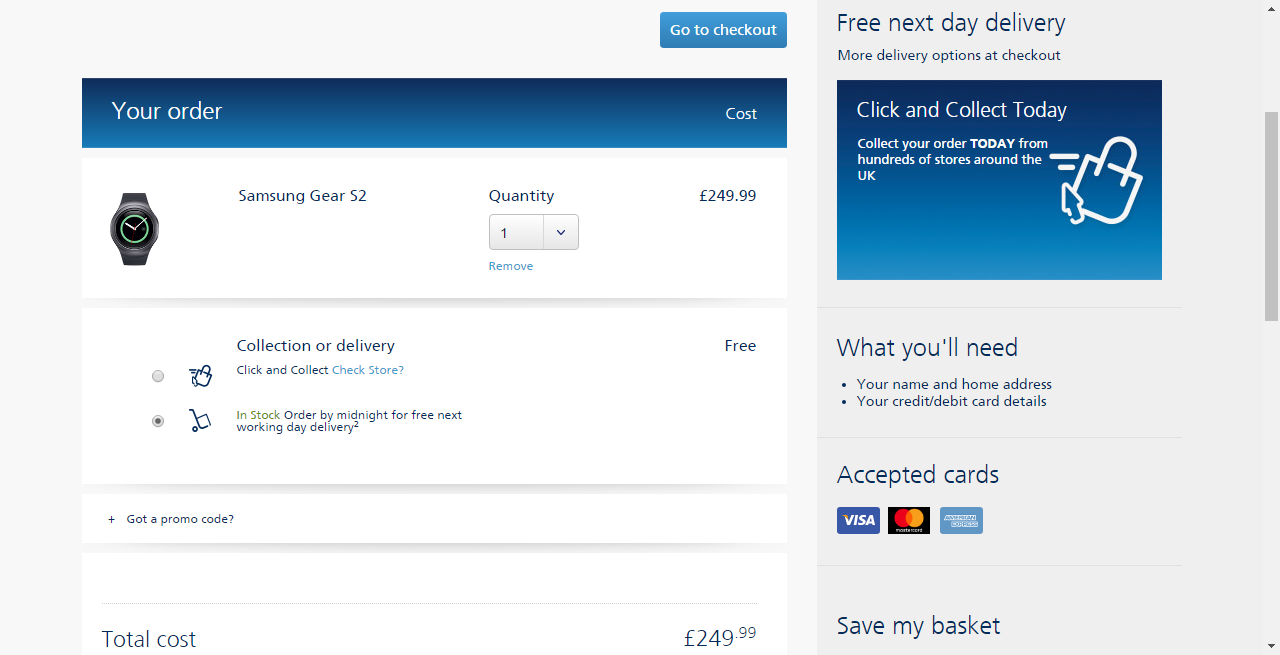 Go to checkout
Your order
Cost
Samsung Gear S2
Quantity
£249.99
1
Remove
Collection or delivery
Free
Click and Collect Check Store?
In Stock Order by midnight for free next
working day delivery²
+ Got a promo code?
Total cost
£249.99
Free next day delivery
More delivery options at checkout
Click and Collect Today
Collect your order TODAY from
hundreds of stores around the
UK
What you'll need
• Your name and home address
• Your credit/debit card details
Accepted cards
VISA
mastercard
AMERICAN
EXPRESS
Save my basket